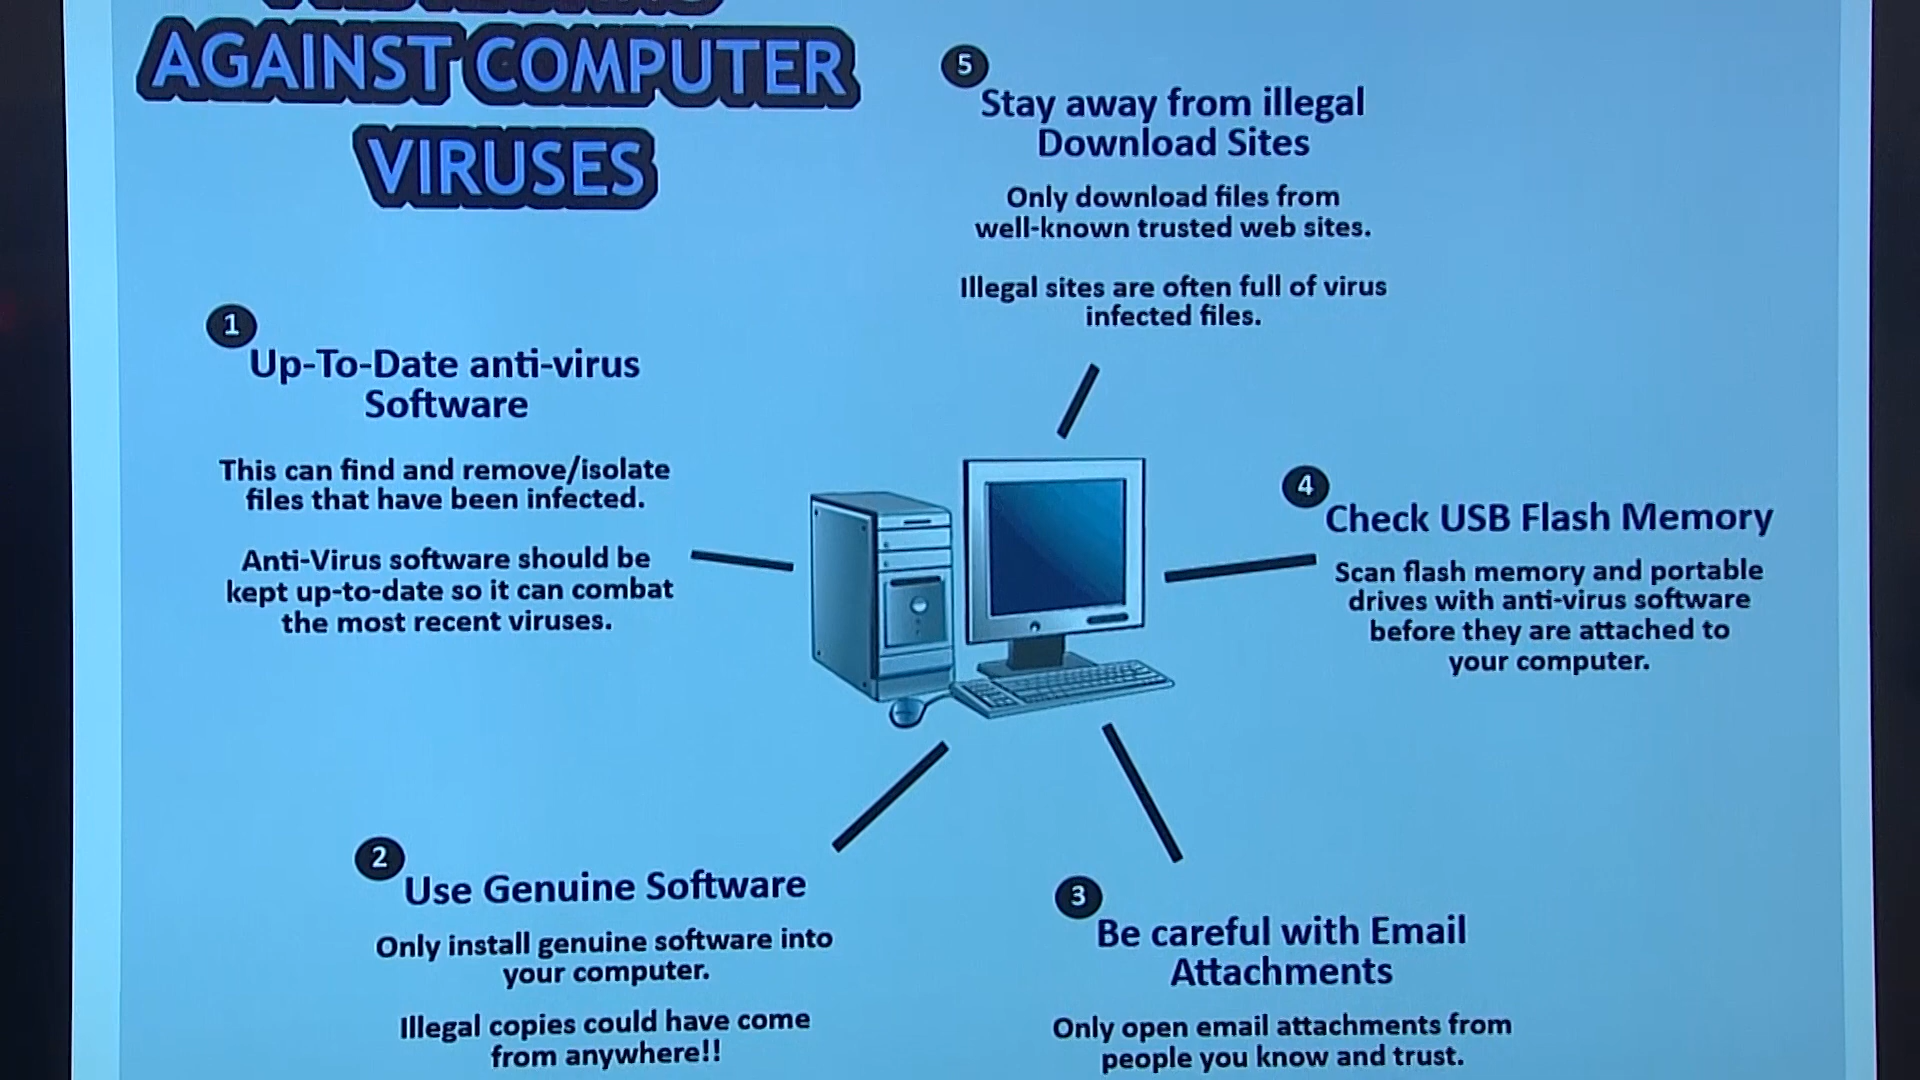 AGAINST COMPUTER
VIRUSES
1
Up-To-Date anti-virus
Software
This can find and remove/isolate
files that have been infected.
Anti-Virus software should be
kept up-to-date so it can combat
the most recent viruses.
2
Use Genuine Software
Only install genuine software into
your computer.
Illegal copies could have come
from anywhere!!
3
Be careful with Email
Attachments
Only open email attachments from
people you know and trust.
4
Check USB Flash Memory
Scan flash memory and portable
drives with anti-virus software
before they are attached to
your computer.
5
Stay away from illegal
Download Sites
Only download files from
well-known trusted web sites.
Illegal sites are often full of virus
infected files.